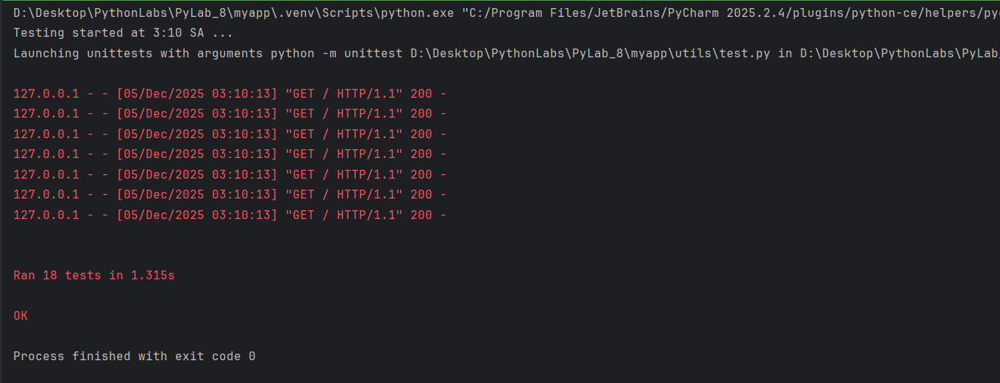 D:\Desktop\PythonLabs\PyLab_8\myapp\.venv\Scripts\python.exe "C:/Program Files/JetBrains/PyCharm 2025.2.4/plugins/python-ce/helpers/py
Testing started at 3:10 SA ...
Launching unittests with arguments python -m unittest D:\Desktop\PythonLabs\PyLab_8\myapp\utils\test.py in D:\Desktop\PythonLabs\PyLab_
127.0.0.1 - - [05/Dec/2025 03:10:13] "GET / HTTP/1.1" 200 -
127.0.0.1 - - [05/Dec/2025 03:10:13] "GET / HTTP/1.1" 200 -
127.0.0.1 - - [05/Dec/2025 03:10:13] "GET / HTTP/1.1" 200 -
127.0.0.1 - - [05/Dec/2025 03:10:13] "GET / HTTP/1.1" 200 -
127.0.0.1 - - [05/Dec/2025 03:10:13] "GET / HTTP/1.1" 200 -
127.0.0.1 - - [05/Dec/2025 03:10:13] "GET / HTTP/1.1" 200 -
127.0.0.1 - - [05/Dec/2025 03:10:13] "GET / HTTP/1.1" 200 -
Ran 18 tests in 1.315s
OK
Process finished with exit code 0